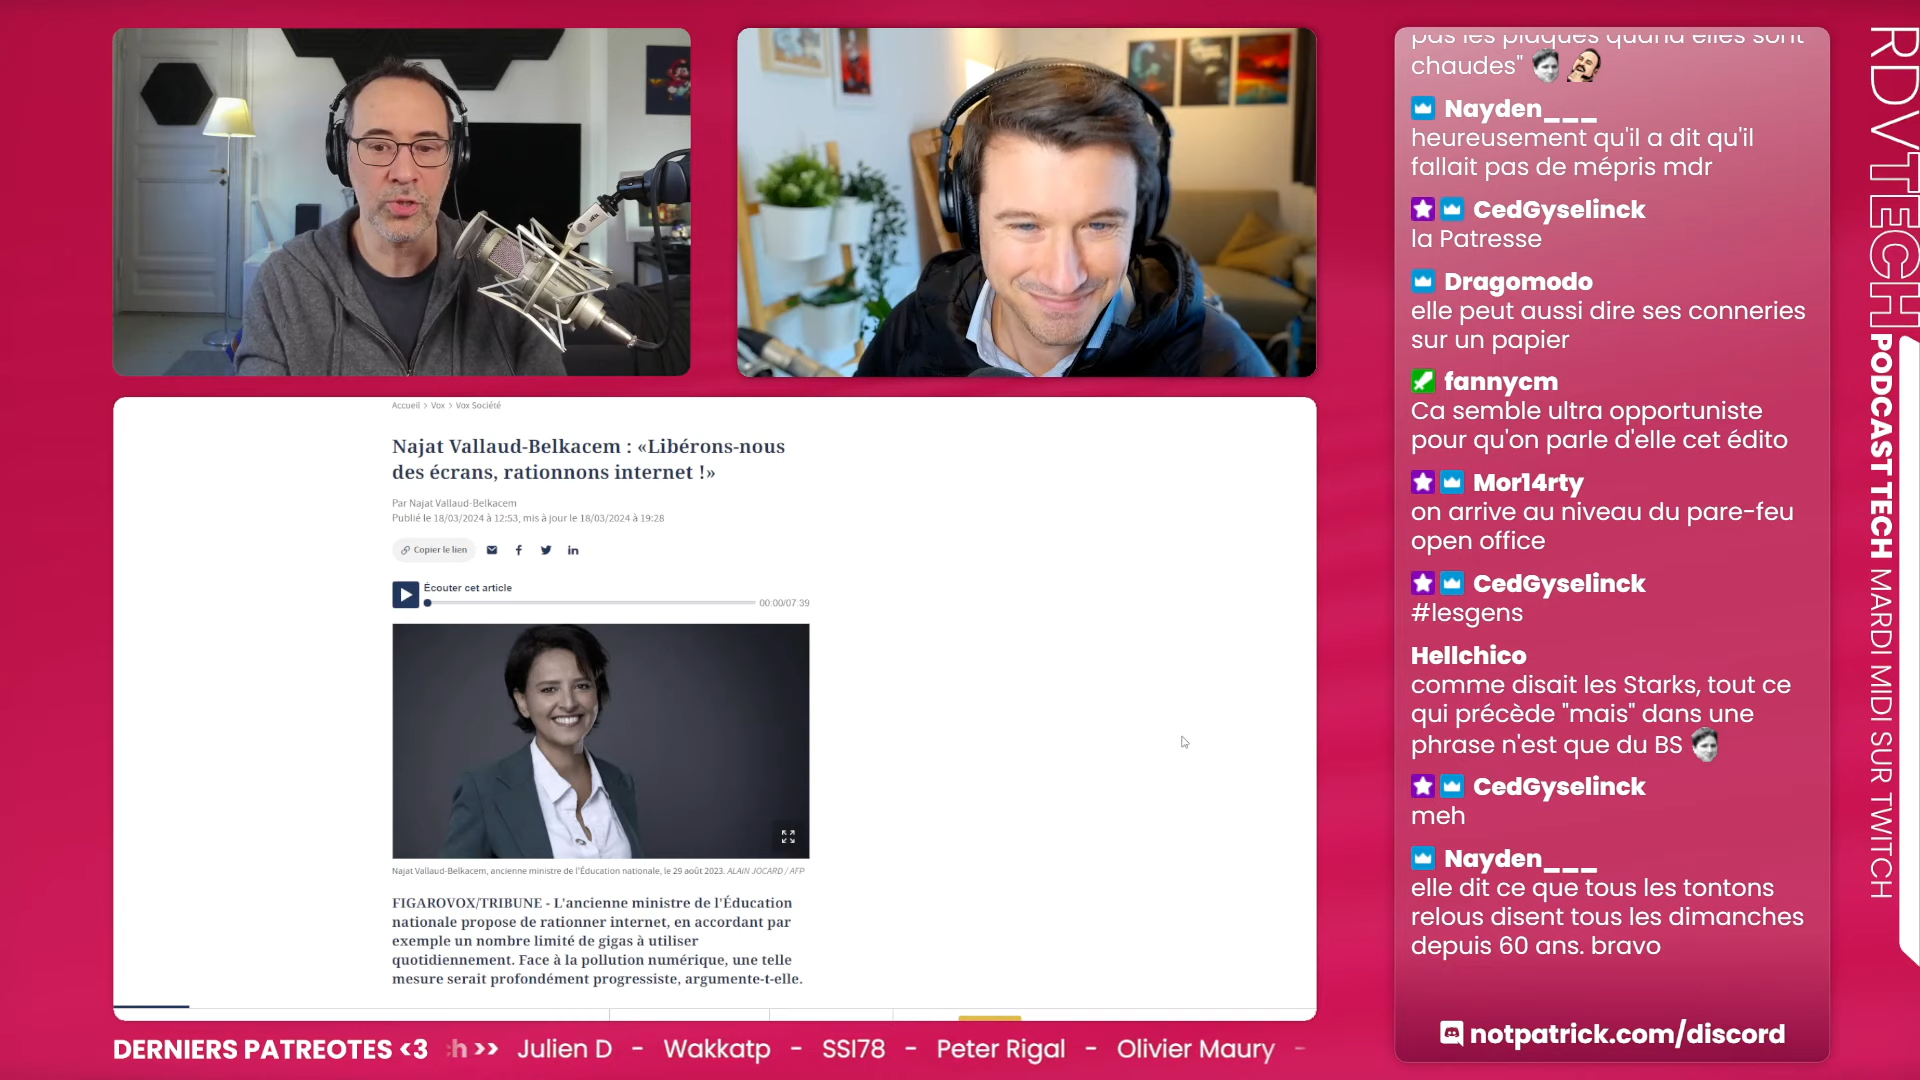 Accueil > Vox > Vox Société
Najat Vallaud-Belkacem : «Libérons-nous
des écrans, rationnons internet !»
Par Najat Vallaud-Belkacem
Publié le 18/03/2024 à 12:53, mis à jour le 18/03/2024 à 19:28
Copier le lien
Écouter cet article
00:00/07:39
Najat Vallaud-Belkacem, ancienne ministre de l'Éducation nationale, le 29 août 2023. ALAIN JOCARD / AFP
FIGAROVOX/TRIBUNE - L'ancienne ministre de l'Éducation
nationale propose de rationner internet, en accordant par
exemple un nombre limité de gigas à utiliser
quotidiennement. Face à la pollution numérique, une telle
mesure serait profondément progressiste, argumente-t-elle.
DERNIERS PATREOTES <3
h >> Julien D - Wakkatp - SSI78 - Peter Rigal - Olivier Maury -
pas les plaques quand elles sont
chaudes"
Nayden___
heureusement qu'il a dit qu'il
fallait pas de mépris mdr
CedGyselinck
la Patresse
Dragomodo
elle peut aussi dire ses conneries
sur un papier
fannycm
Ca semble ultra opportuniste
pour qu'on parle d'elle cet édito
Mor14rty
on arrive au niveau du pare-feu
open office
CedGyselinck
#lesgens
Hellchico
comme disait les Starks, tout ce
qui précède "mais" dans une
phrase n'est que du BS
CedGyselinck
meh
Nayden___
elle dit ce que tous les tontons
relous disent tous les dimanches
depuis 60 ans. bravo
notpatrick.com/discord
RDVTECH
PODCAST TECH MARDI MIDI SUR TWITCH